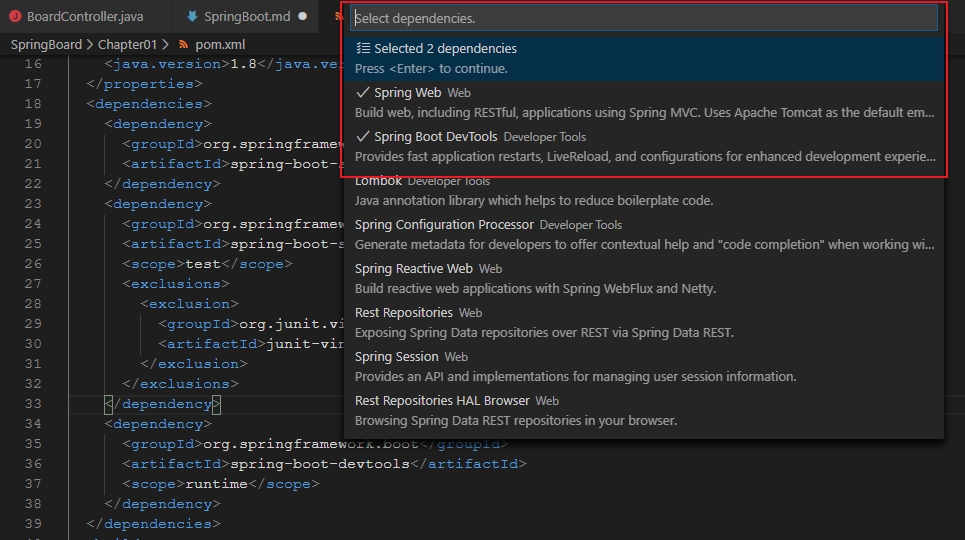 BoardController.java
SpringBoot.md
SpringBoard > Chapter01 > pom.xml
Select dependencies.
Selected 2 dependencies
Press <Enter> to continue.
Spring Web Web
Build web, including RESTful, applications using Spring MVC. Uses Apache Tomcat as the default em...
Spring Boot DevTools Developer Tools
Provides fast application restarts, LiveReload, and configurations for enhanced development experie...
Lombok Developer Tools
Java annotation library which helps to reduce boilerplate code.
Spring Configuration Processor Developer Tools
Generate metadata for developers to offer contextual help and "code completion" when working wi...
Spring Reactive Web Web
Build reactive web applications with Spring WebFlux and Netty.
Rest Repositories Web
Exposing Spring Data repositories over REST via Spring Data REST.
Spring Session Web
Provides an API and implementations for managing user session information.
Rest Repositories HAL Browser Web
Browsing Spring Data REST repositories in your browser.
16 <java.version>1.8</java.ver
17 </properties>
18 <dependencies>
19 <dependency>
20 <groupId>org.springframew
21 <artifactId>spring-boot-s
22 </dependency>
23 <dependency>
24 <groupId>org.springframew
25 <artifactId>spring-boot-s
26 <scope>test</scope>
27 <exclusions>
28 <exclusion>
29 <groupId>org.junit.vi
30 <artifactId>junit-vin
31 </exclusion>
32 </exclusions>
33 </dependency>
34 <dependency>
35 <groupId>org.springframework.boot</groupId>
36 <artifactId>spring-boot-devtools</artifactId>
37 <scope>runtime</scope>
38 </dependency>
39 </dependencies>